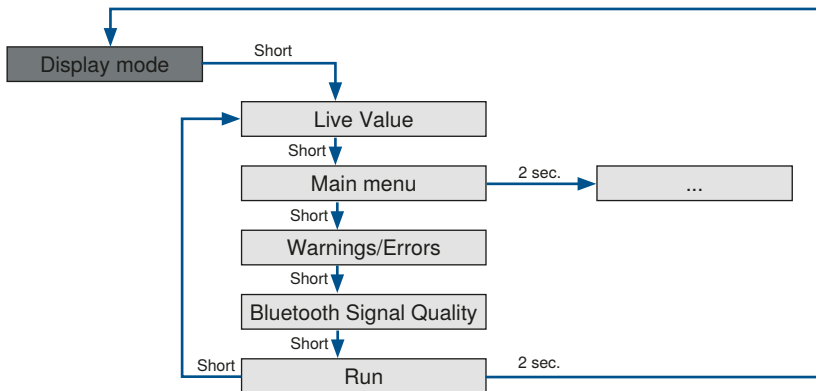 Short
Display mode
Live Value
Short
Main menu
2 sec.
...
Short
Warnings/Errors
Short
Bluetooth Signal Quality
Short
Short
Run
2 sec.